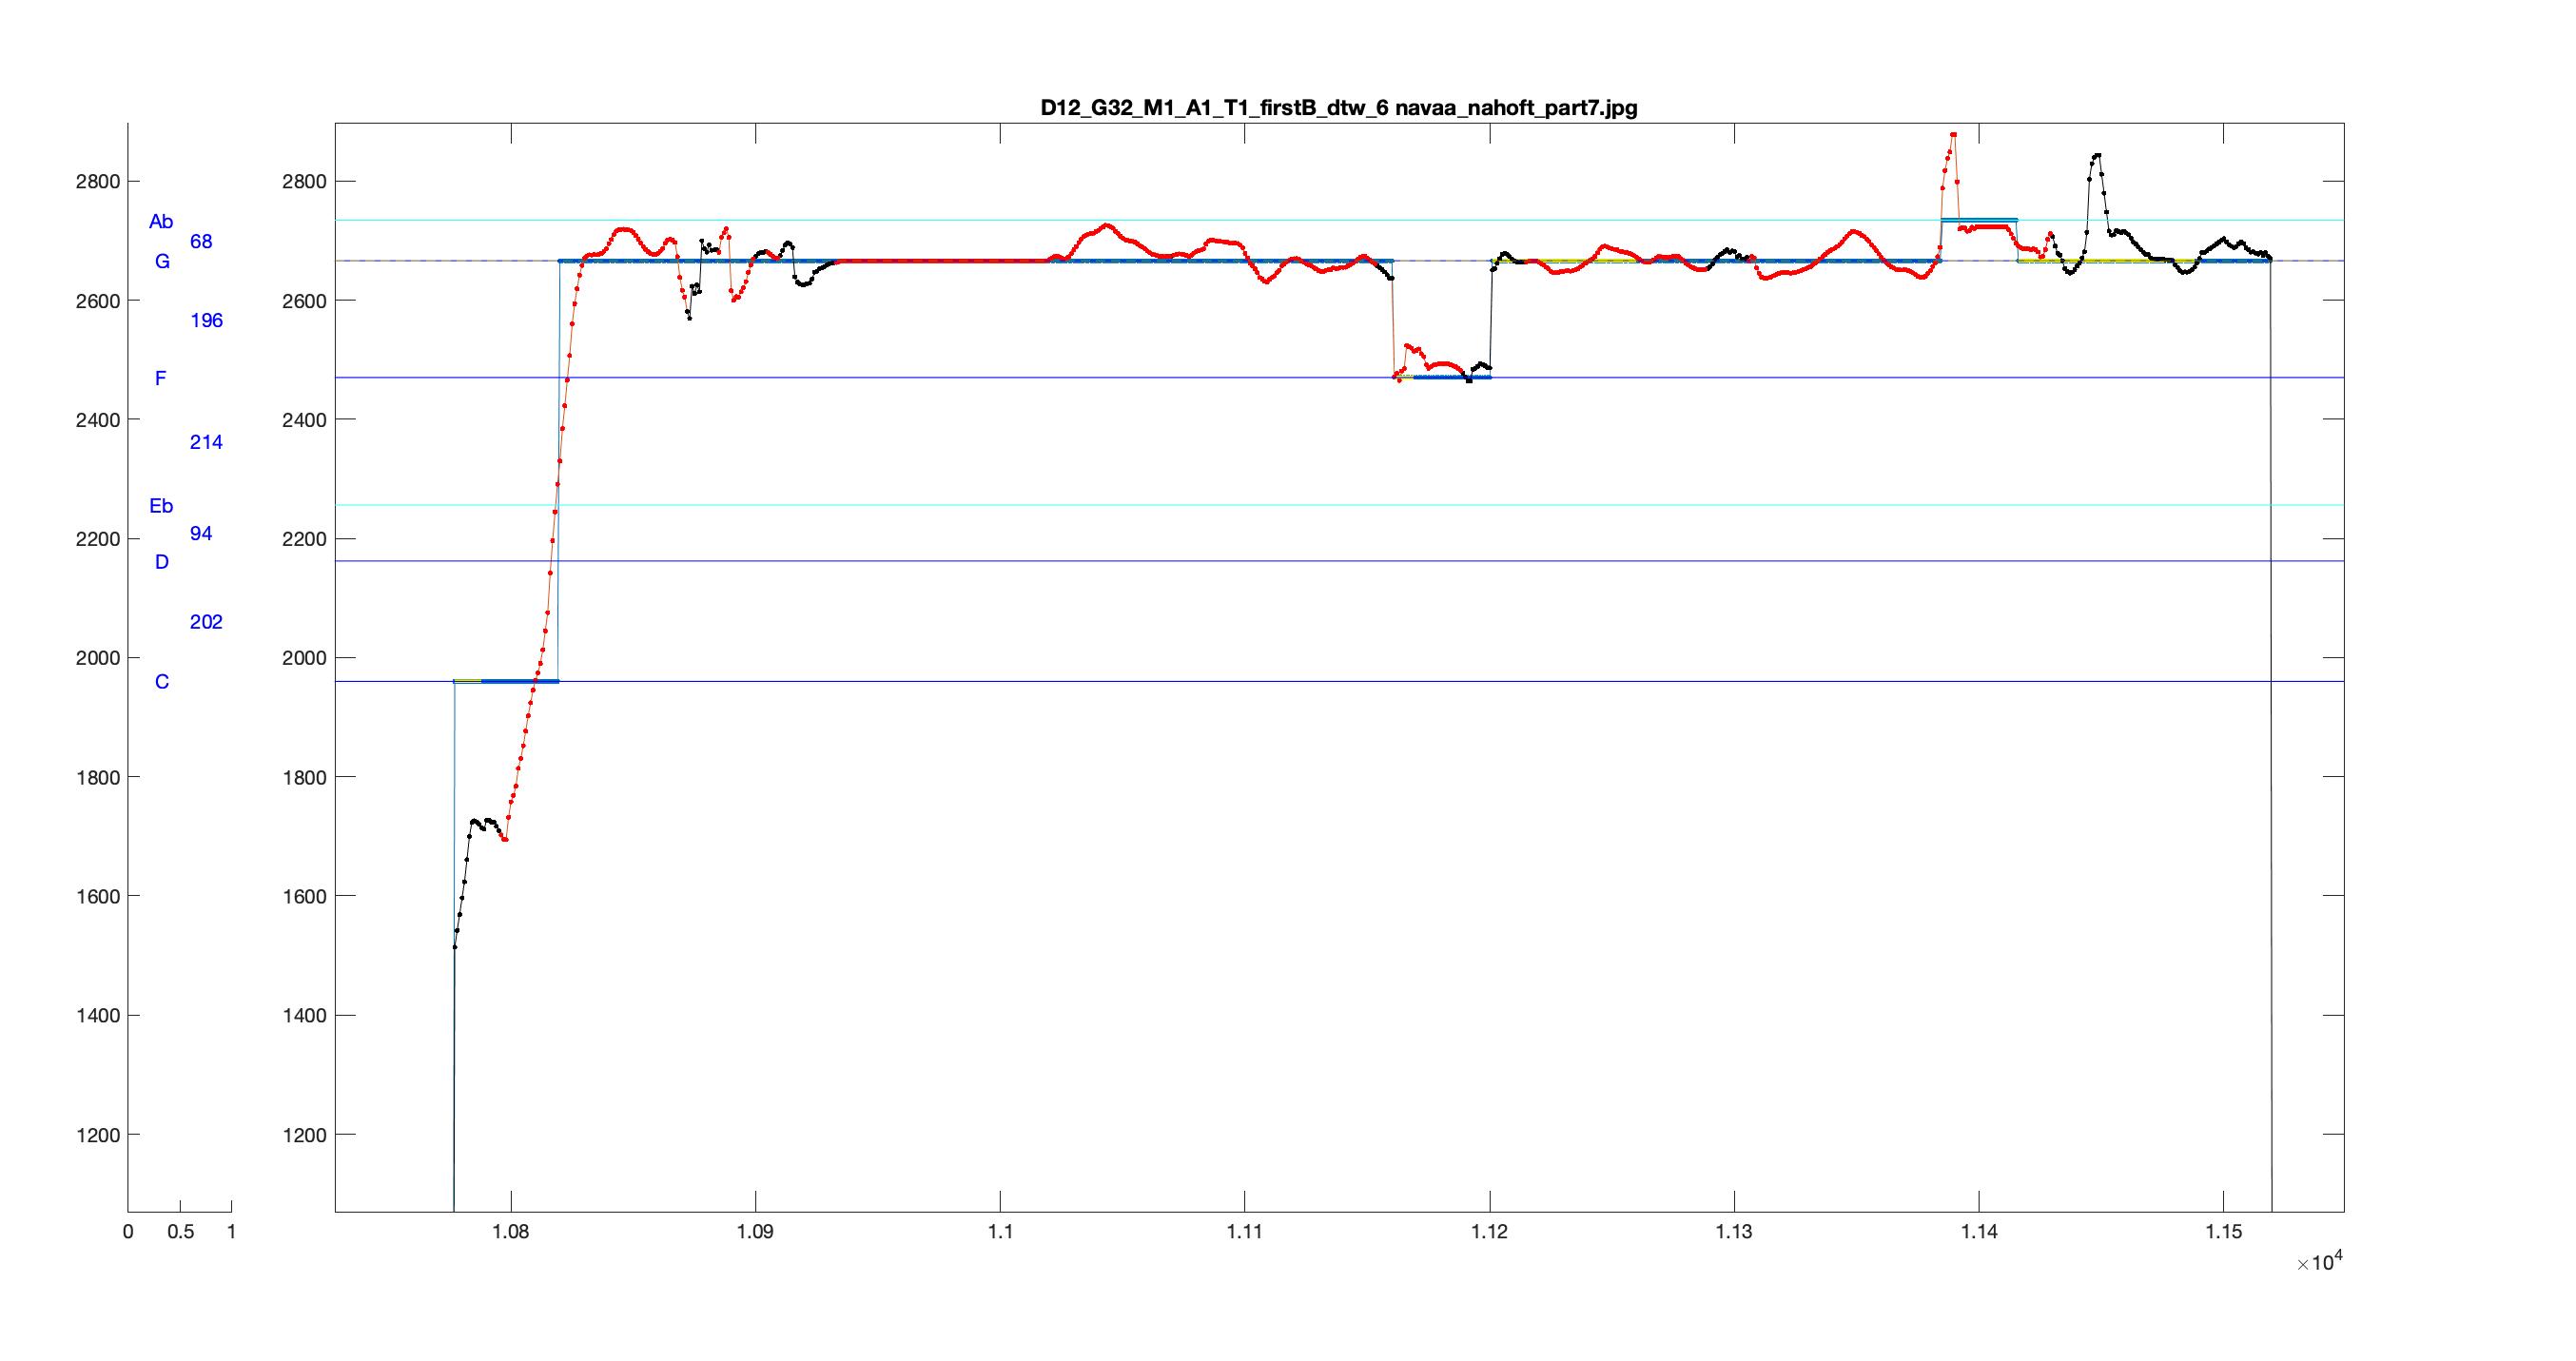 D12_G32_M1_A1_T1_firstB_dtw_6 navaa_nahoft_part7.jpg
2800 2800
Ab
68
G
2600 2600
196
F
2400 2400
214
Eb
94
2200 2200
D
202
2000 2000
C
1800 1800
1600 1600
1400 1400
1200 1200
0 0.5 1 1.08 1.09 1.1 1.11 1.12 1.13 1.14 1.15
×10⁴